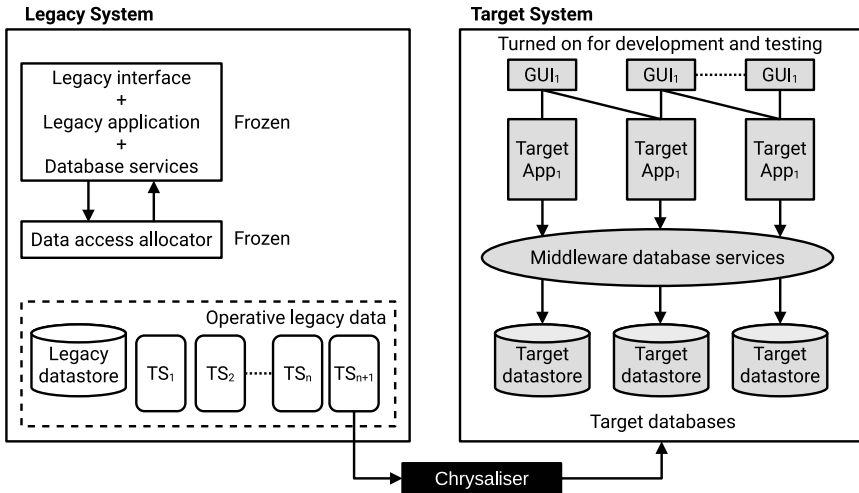 Legacy System
Legacy interface
+
Legacy application
+
Database services
Frozen
Data access allocator
Frozen
Operative legacy data
Legacy
datastore
TS₁
TS₂
TSₙ
TSₙ₊₁
Chrysaliser
Target System
Turned on for development and testing
GUI₁
GUI₁
GUI₁
Target
App₁
Target
App₁
Target
App₁
Middleware database services
Target
datastore
Target
datastore
Target
datastore
Target databases